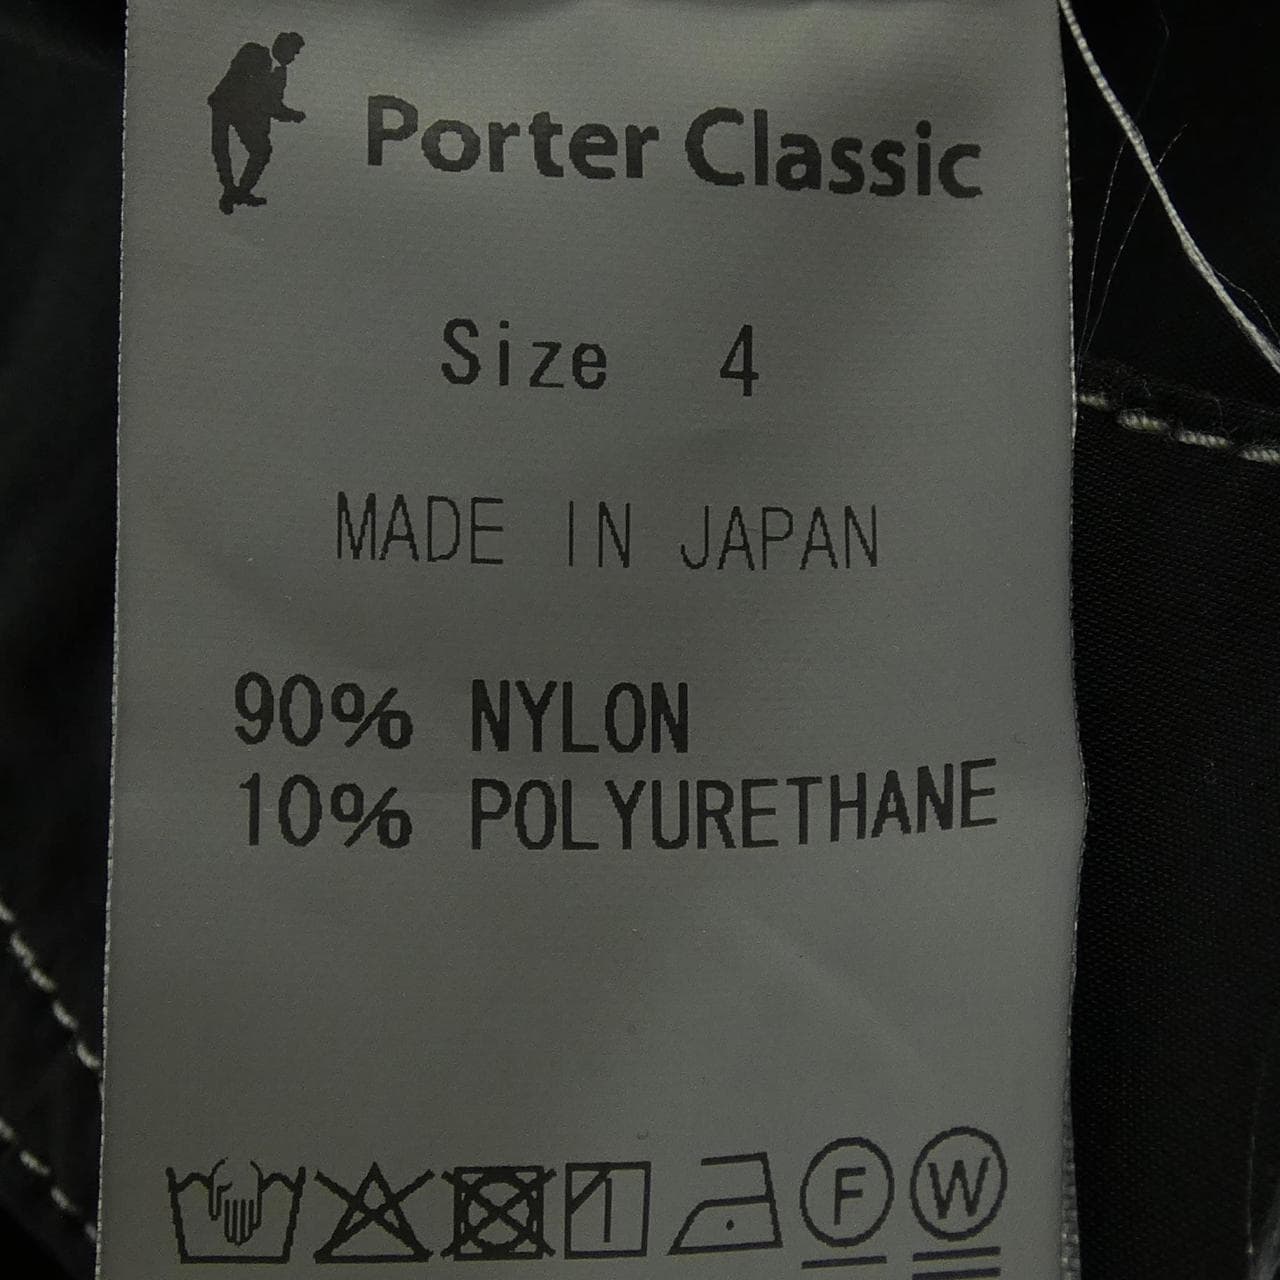 Porter Classic
Size 4
MADE IN JAPAN
90% NYLON
10% POLYURETHANE
F W